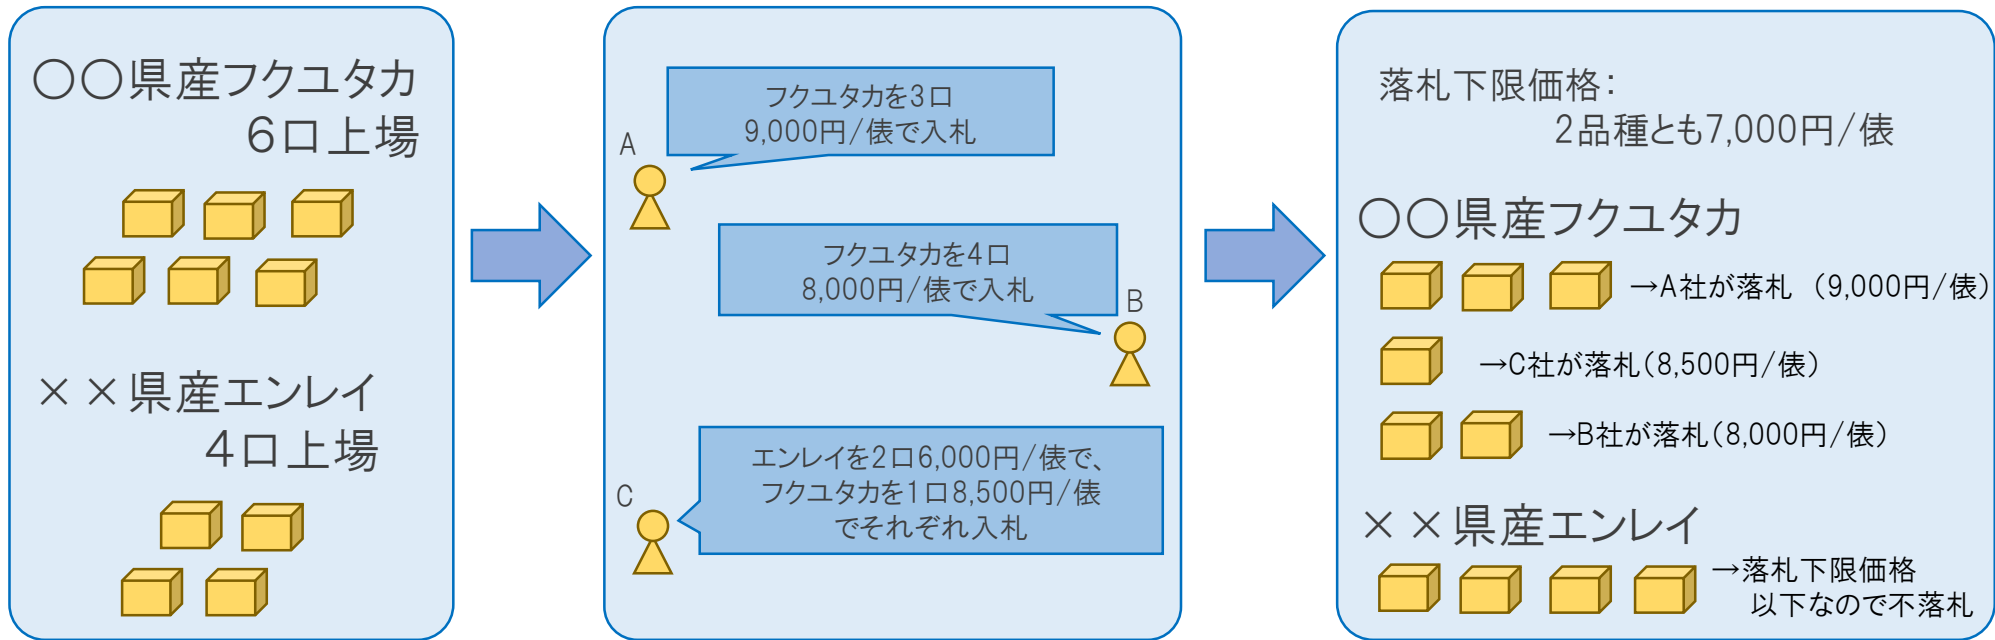 〇〇県産フクユタカ
6口上場
××県産エンレイ
4口上場
フクユタカを3口
9,000円/俵で入札
A
フクユタカを4口
8,000円/俵で入札
B
エンレイを2口6,000円/俵で、
フクユタカを1口8,500円/俵
でそれぞれ入札
C
落札下限価格:
2品種とも7,000円/俵
〇〇県産フクユタカ
→A社が落札 (9,000円/俵)
→C社が落札(8,500円/俵)
→B社が落札(8,000円/俵)
××県産エンレイ
→落札下限価格
以下なので不落札